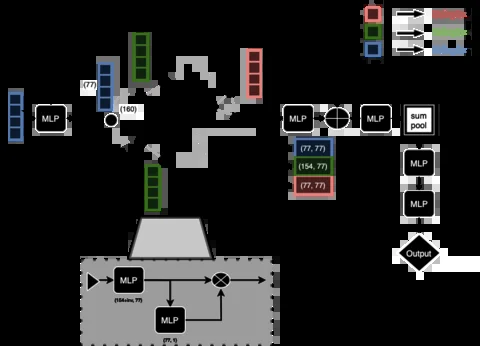 (77)
(160)
MLP
MLP
MLP
sum
pool
(77, 77)
(154, 77)
(77, 77)
MLP
MLP
Output
MLP
MLP
(77, 1)